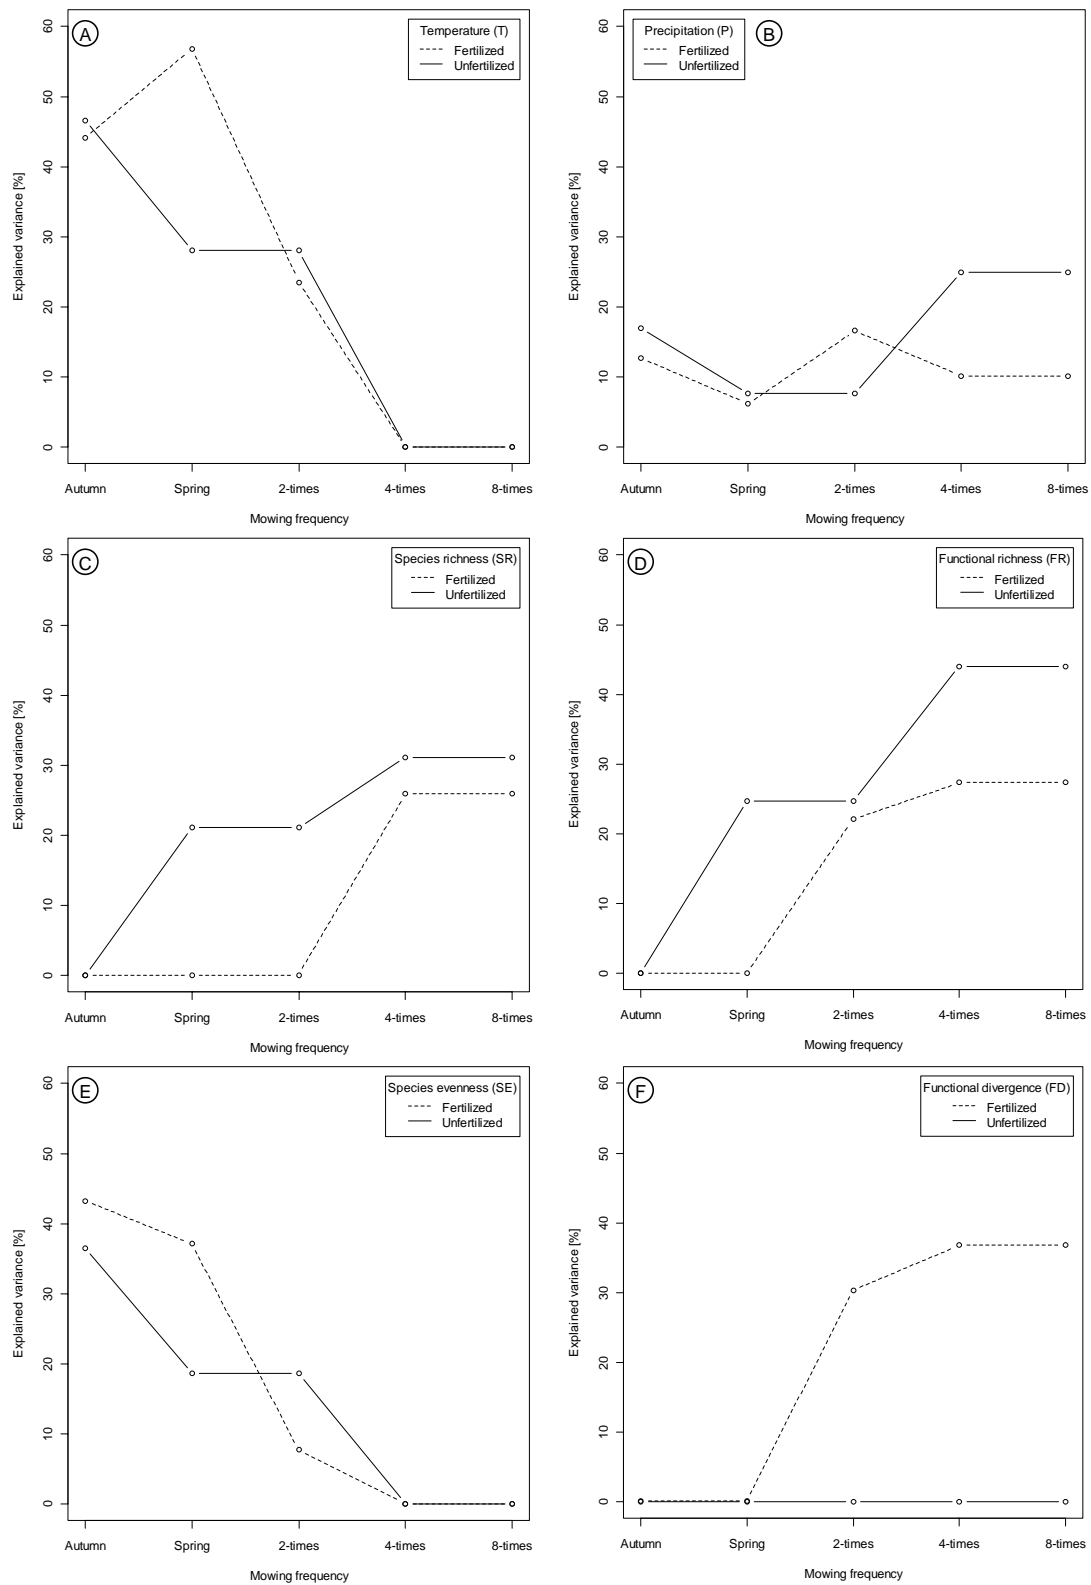 A
Temperature (T)
Fertilized
Unfertilized
Explained variance [%]
60
50
40
30
20
10
0
Autumn
Spring
2-times
4-times
8-times
Mowing frequency
B
Precipitation (P)
Fertilized
Unfertilized
Explained variance [%]
60
50
40
30
20
10
0
Autumn
Spring
2-times
4-times
8-times
Mowing frequency
C
Species richness (SR)
Fertilized
Unfertilized
Explained variance [%]
60
50
40
30
20
10
0
Autumn
Spring
2-times
4-times
8-times
Mowing frequency
D
Functional richness (FR)
Fertilized
Unfertilized
Explained variance [%]
60
50
40
30
20
10
0
Autumn
Spring
2-times
4-times
8-times
Mowing frequency
E
Species evenness (SE)
Fertilized
Unfertilized
Explained variance [%]
60
50
40
30
20
10
0
Autumn
Spring
2-times
4-times
8-times
Mowing frequency
F
Functional divergence (FD)
Fertilized
Unfertilized
Explained variance [%]
60
50
40
30
20
10
0
Autumn
Spring
2-times
4-times
8-times
Mowing frequency